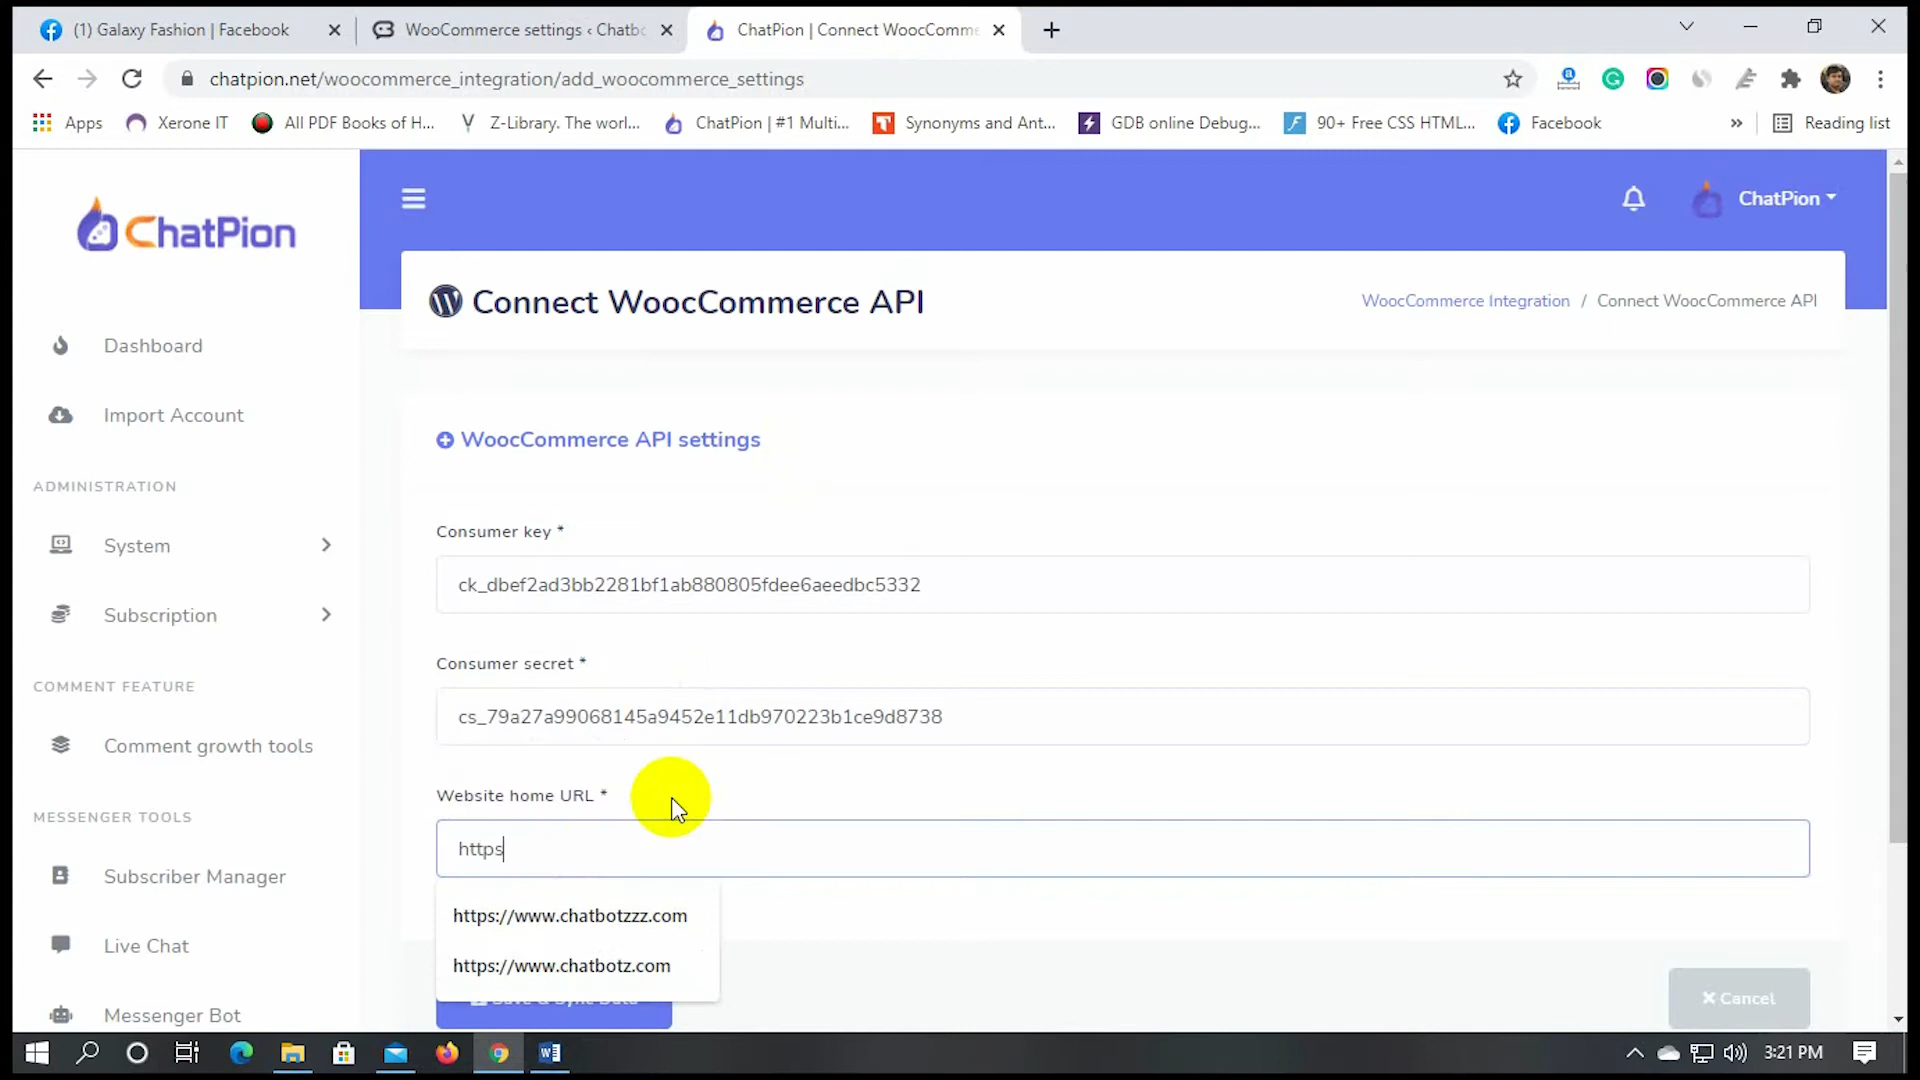 (1) Galaxy Fashion | Facebook
WooCommerce settings ‹ Chatbo
ChatPion | Connect WoocComme
chatpion.net/woocommerce_integration/add_woocommerce_settings
Apps
Xerone IT
All PDF Books of H...
Z-Library. The worl...
ChatPion | #1 Multi...
Synonyms and Ant...
GDB online Debug...
90+ Free CSS HTML...
Facebook
»
Reading list
ChatPion
ChatPion
Connect WoocCommerce API
WoocCommerce Integration / Connect WoocCommerce API
Dashboard
Import Account
ADMINISTRATION
System
Subscription
COMMENT FEATURE
Comment growth tools
MESSENGER TOOLS
Subscriber Manager
Live Chat
Messenger Bot
WoocCommerce API settings
Consumer key *
ck_dbef2ad3bb2281bf1ab880805fdee6aeedbc5332
Consumer secret *
cs_79a27a99068145a9452e11db970223b1ce9d8738
Website home URL *
https
https://www.chatbotzzz.com
https://www.chatbotz.com
Save & Sync Data
Cancel
3:21 PM